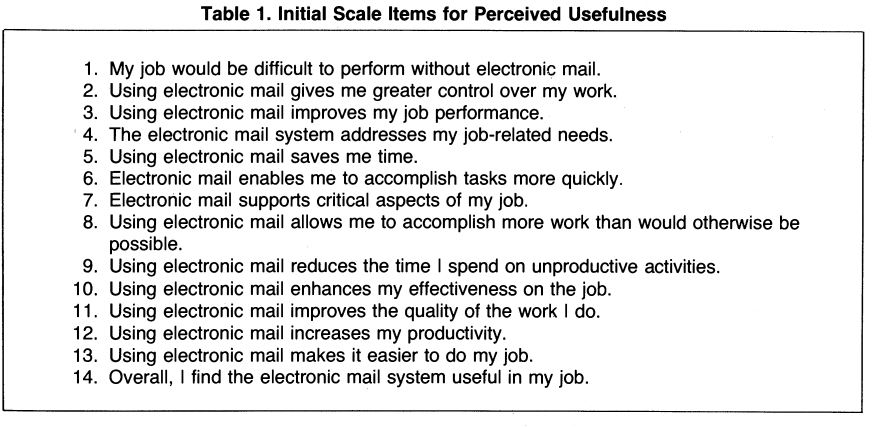 Table 1. Initial Scale Items for Perceived Usefulness
1. My job would be difficult to perform without electronic mail.
2. Using electronic mail gives me greater control over my work.
3. Using electronic mail improves my job performance.
4. The electronic mail system addresses my job-related needs.
5. Using electronic mail saves me time.
6. Electronic mail enables me to accomplish tasks more quickly.
7. Electronic mail supports critical aspects of my job.
8. Using electronic mail allows me to accomplish more work than would otherwise be
possible.
9. Using electronic mail reduces the time I spend on unproductive activities.
10. Using electronic mail enhances my effectiveness on the job.
11. Using electronic mail improves the quality of the work I do.
12. Using electronic mail increases my productivity.
13. Using electronic mail makes it easier to do my job.
14. Overall, I find the electronic mail system useful in my job.